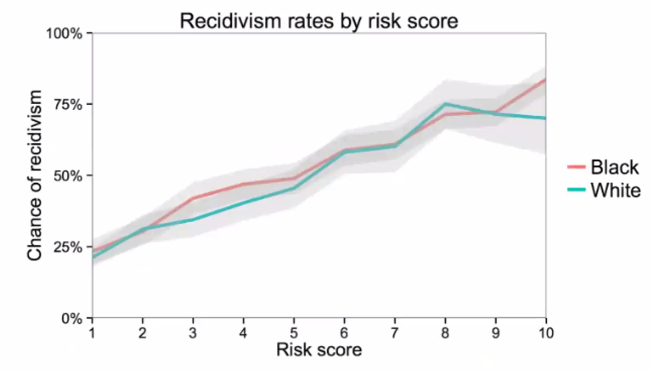 Recidivism rates by risk score
Chance of recidivism
100%
75%
50%
25%
0%
1 2 3 4 5 6 7 8 9 10
Risk score
Black
White